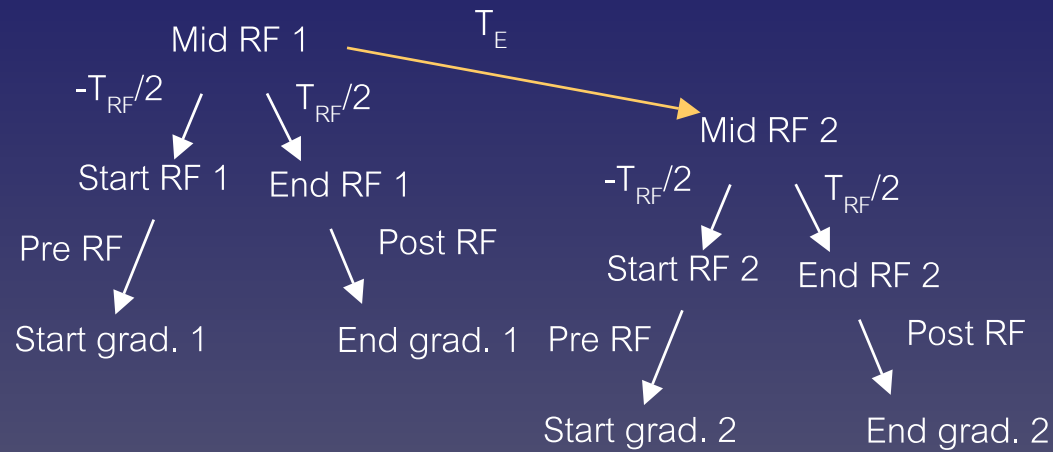 T_E
Mid RF 1
-T_RF/2
T_RF/2
Mid RF 2
Start RF 1
End RF 1
-T_RF/2
T_RF/2
Pre RF
Post RF
Start RF 2
End RF 2
Start grad. 1
End grad. 1
Pre RF
Post RF
Start grad. 2
End grad. 2